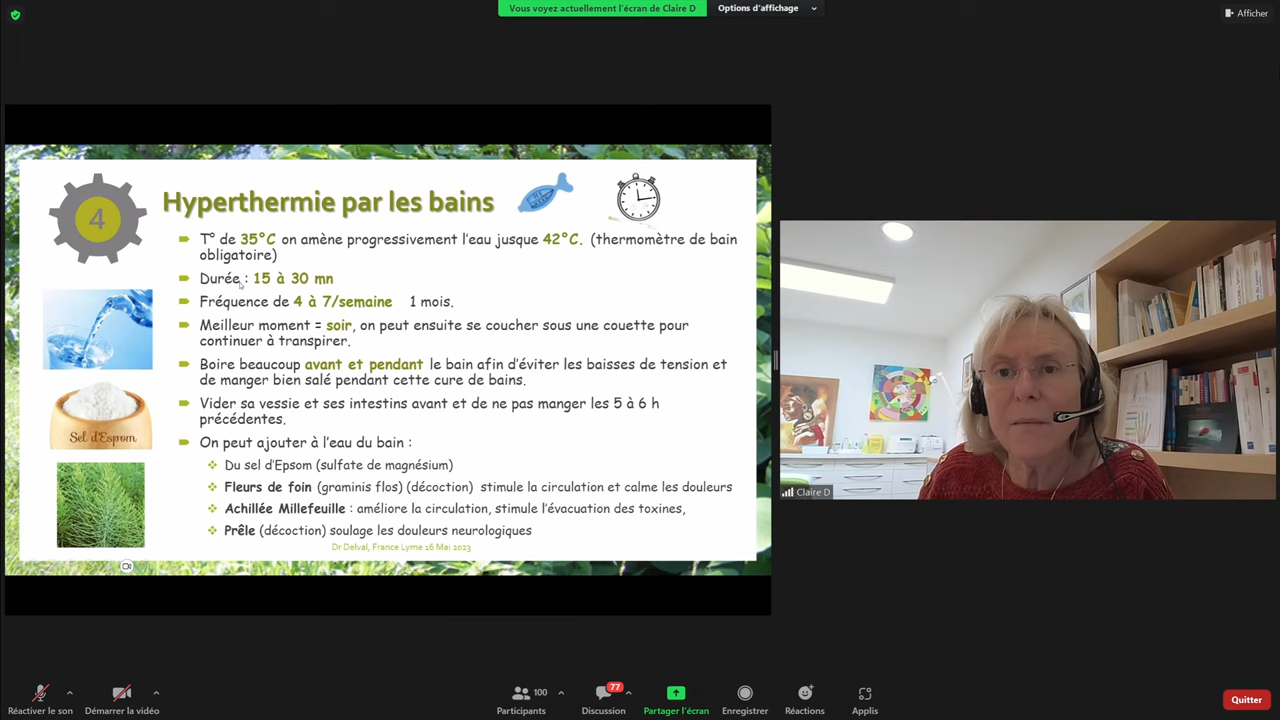 Vous voyez actuellement l'écran de Claire D
Options d'affichage
Afficher
4
Hyperthermie par les bains
T° de 35°C on amène progressivement l'eau jusque 42°C. (thermomètre de bain
obligatoire)
Durée : 15 à 30 mn
Fréquence de 4 à 7/semaine 1 mois.
Meilleur moment = soir, on peut ensuite se coucher sous une couette pour
continuer à transpirer.
Boire beaucoup avant et pendant le bain afin d'éviter les baisses de tension et
de manger bien salé pendant cette cure de bains.
Vider sa vessie et ses intestins avant et de ne pas manger les 5 à 6 h
précédentes.
On peut ajouter à l'eau du bain :
Du sel d'Epsom (sulfate de magnésium)
Fleurs de foin (graminis flos) (décoction) stimule la circulation et calme les douleurs
Achillée Millefeuille : améliore la circulation, stimule l'évacuation des toxines,
Prêle (décoction) soulage les douleurs neurologiques
Sel d'Espom
Dr Delval, France Lyme 16 Mai 2023
Claire D
Réactiver le son
Démarrer la vidéo
Participants
100
Discussion
77
Partager l'écran
Enregistrer
Réactions
Applis
Quitter